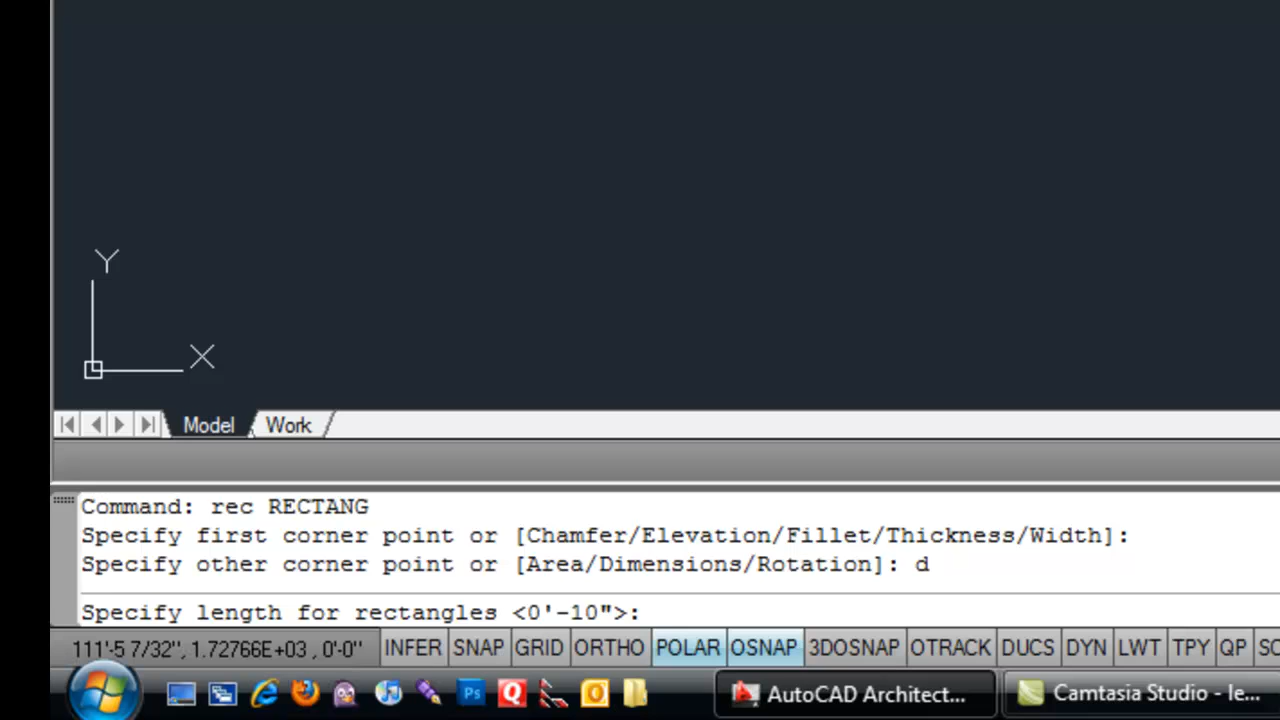 Y
X
Model Work
Command: rec RECTANG
Specify first corner point or [Chamfer/Elevation/Fillet/Thickness/Width]:
Specify other corner point or [Area/Dimensions/Rotation]: d
Specify length for rectangles <0'-10">:
111'-5 7/32", 1.72766E+03 , 0'-0" INFER SNAP GRID ORTHO POLAR OSNAP 3DOSNAP OTRACK DUCS DYN LWT TPY QP SC
Ps Q O AutoCAD Architect... Camtasia Studio - le...